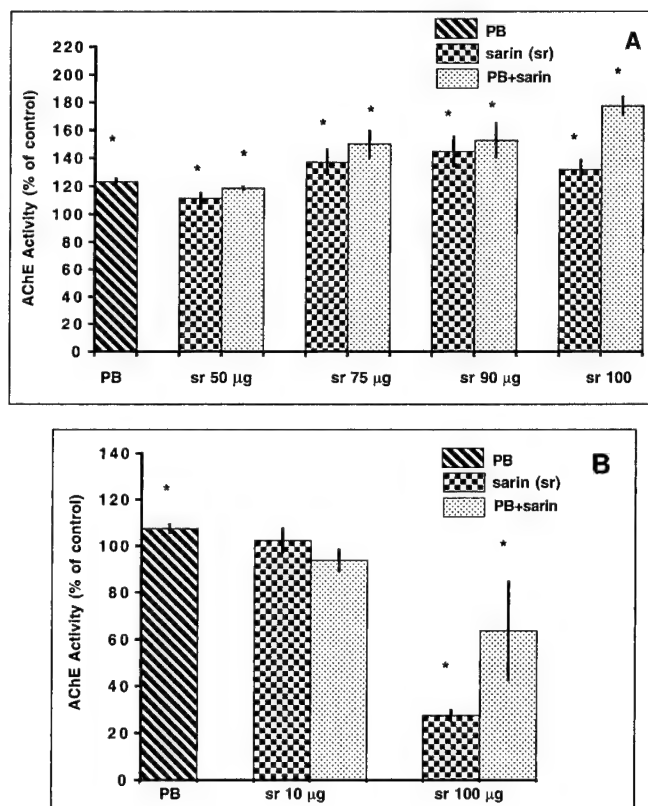 PB
sarin (sr)
PB+sarin
A
AChE Activity (% of control)
220
200
180
160
140
120
100
80
60
40
20
0
* * * * * * * * *
PB
sr 50 μg
sr 75 μg
sr 90 μg
sr 100
PB
sarin (sr)
PB+sarin
B
AChE Activity (% of control)
140
120
100
80
60
40
20
0
* * *
PB
sr 10 μg
sr 100 μg